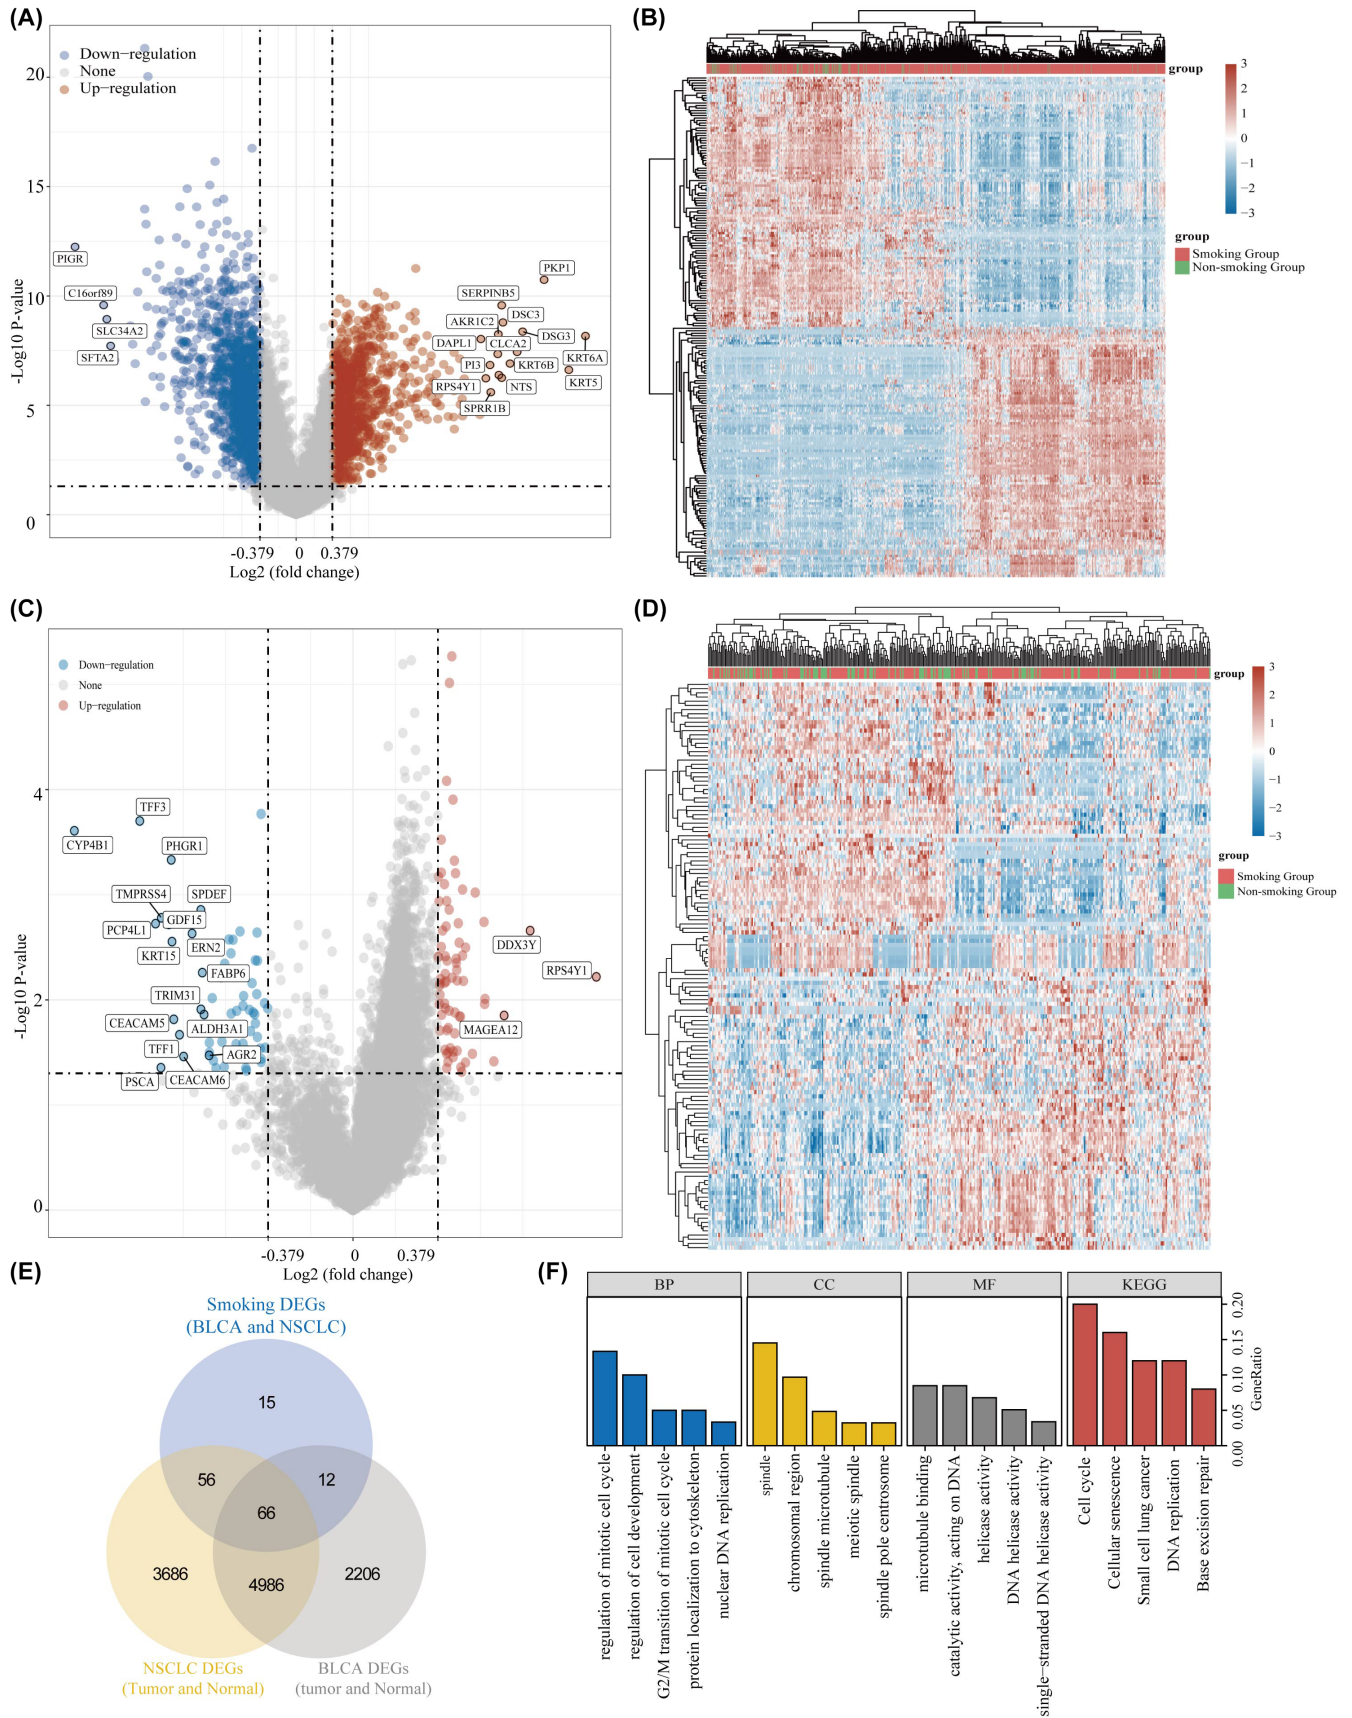 (A)
Down−regulation
None
Up−regulation
20
15
10
5
0
-Log10 P-value
PIGR
C16orf89
SLC34A2
SFTA2
PKP1
SERPINB5
DSC3
AKR1C2
DSG3
DAPL1
CLCA2
KRT6A
PI3
KRT6B
KRT5
RPS4Y1
NTS
SPRR1B
-0.379
0
0.379
Log2 (fold change)
(B)
group
3
2
1
0
−1
−2
−3
group
Smoking Group
Non-smoking Group
(C)
Down−regulation
None
Up−regulation
4
2
0
-Log10 P-value
TFF3
CYP4B1
PHGR1
TMPRSS4
SPDEF
PCP4L1
GDF15
KRT15
ERN2
FABP6
TRIM31
CEACAM5
ALDH3A1
TFF1
AGR2
PSCA
CEACAM6
DDX3Y
RPS4Y1
MAGEA12
-0.379
0
0.379
Log2 (fold change)
(D)
group
3
2
1
0
−1
−2
−3
group
Smoking Group
Non-smoking Group
(E)
Smoking DEGs
(BLCA and NSCLC)
15
56
12
66
3686
4986
2206
NSCLC DEGs
(Tumor and Normal)
BLCA DEGs
(tumor and Normal)
(F)
BP
CC
MF
KEGG
0.20
0.15
0.10
0.05
0.00
GeneRatio
regulation of mitotic cell cycle
regulation of cell development
G2/M transition of mitotic cell cycle
protein localization to cytoskeleton
nuclear DNA replication
spindle
chromosomal region
spindle microtubule
meiotic spindle
spindle pole centrosome
microtubule binding
catalytic activity, acting on DNA
helicase activity
DNA helicase activity
single−stranded DNA helicase activity
Cell cycle
Cellular senescence
Small cell lung cancer
DNA replication
Base excision repair